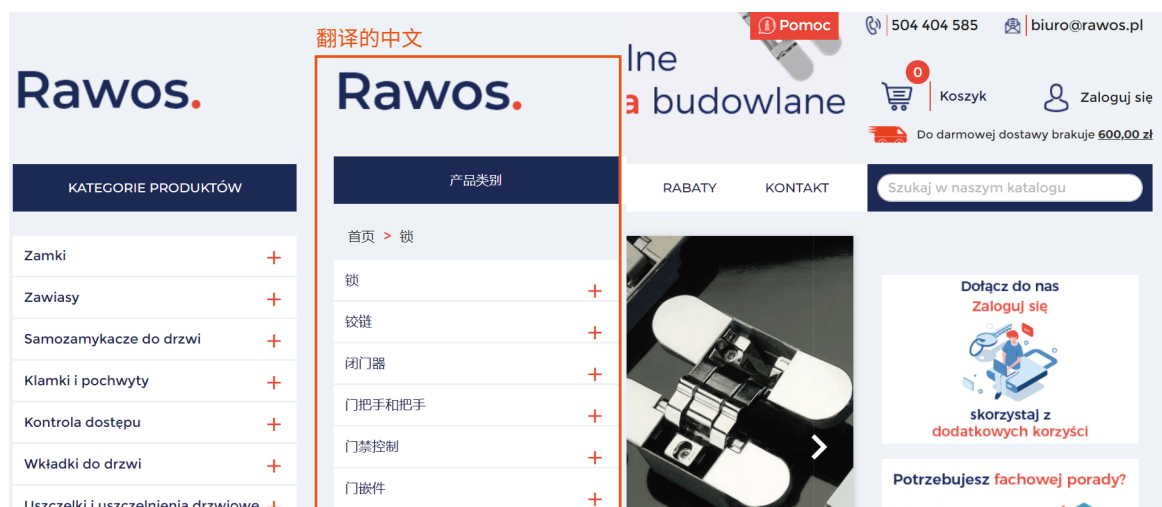 翻译的中文
Pomoc
504 404 585
biuro@rawos.pl
lne
a budowlane
Rawos.
Rawos.
0
Koszyk
Zaloguj się
Do darmowej dostawy brakuje 600,00 zł
KATEGORIE PRODUKTÓW
产品类别
RABATY
KONTAKT
Szukaj w naszym katalogu
Zamki
Zawiasy
Samozamykacze do drzwi
Klamki i pochwyty
Kontrola dostępu
Wkładki do drzwi
Uszczelki i uszczelnienia drzwiowe
首页 > 锁
锁
铰链
闭门器
门把手和把手
门禁控制
门嵌件
Dołącz do nas
Zaloguj się
skorzystaj z
dodatkowych korzyści
Potrzebujesz fachowej porady?